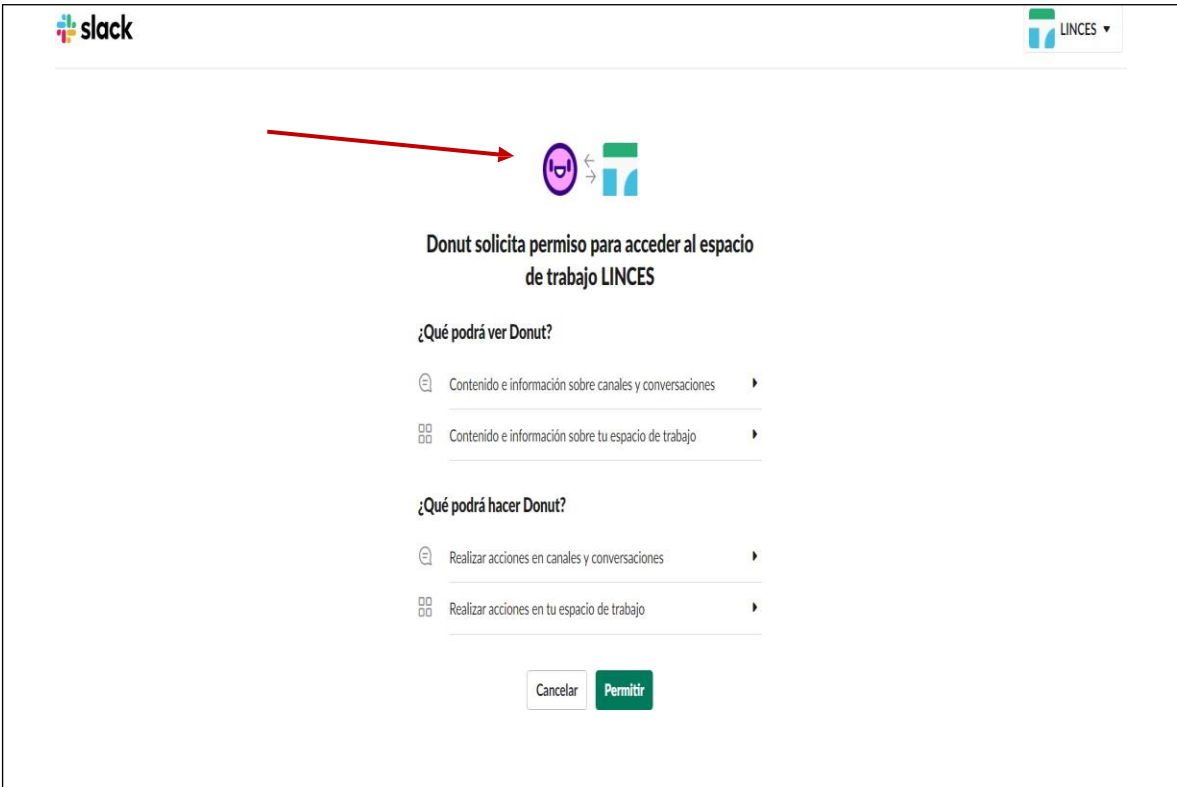 slack
LINCES
Donut solicita permiso para acceder al espacio
de trabajo LINCES
¿Qué podrá ver Donut?
Contenido e información sobre canales y conversaciones
Contenido e información sobre tu espacio de trabajo
¿Qué podrá hacer Donut?
Realizar acciones en canales y conversaciones
Realizar acciones en tu espacio de trabajo
Cancelar Permitir